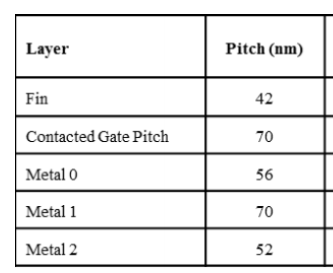 Layer Pitch (nm)
Fin 42
Contacted Gate Pitch 70
Metal 0 56
Metal 1 70
Metal 2 52